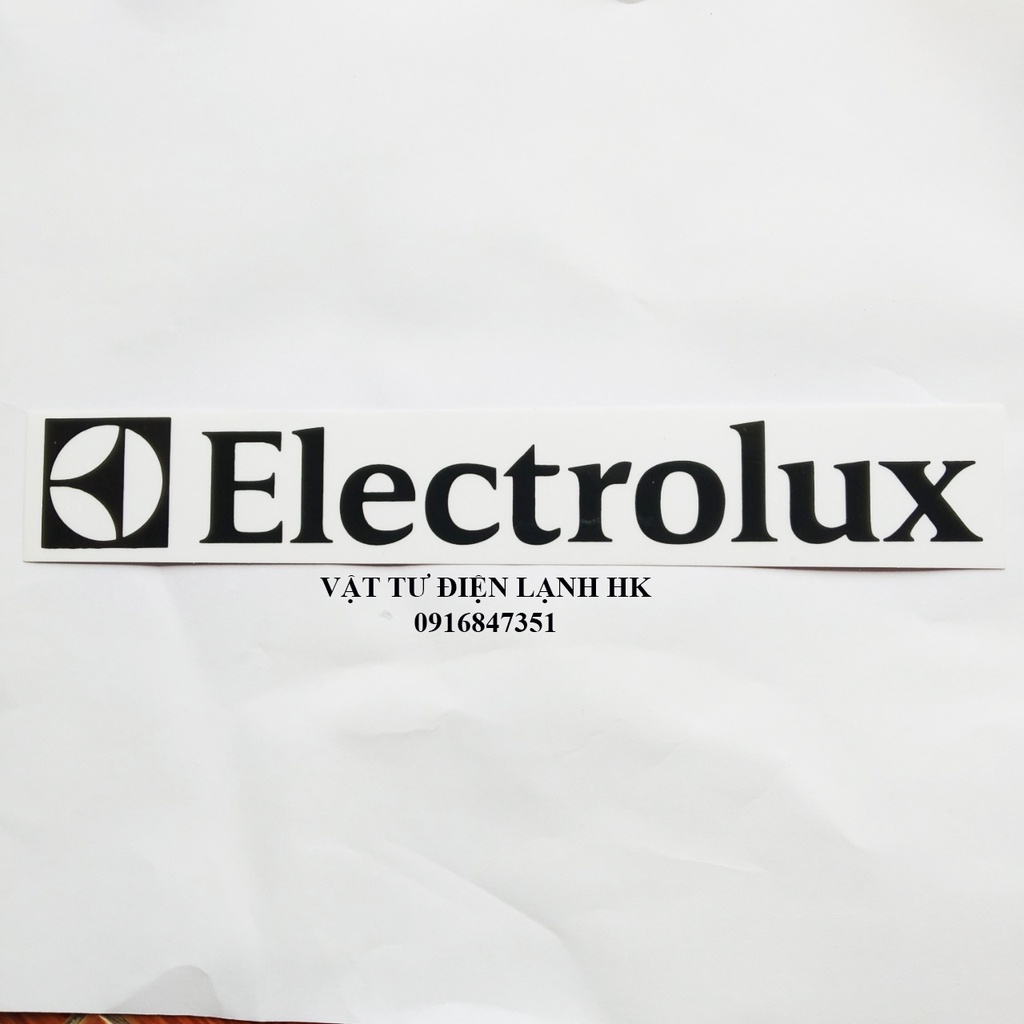 Electrolux
VẬT TƯ ĐIỆN LẠNH HK
0916847351